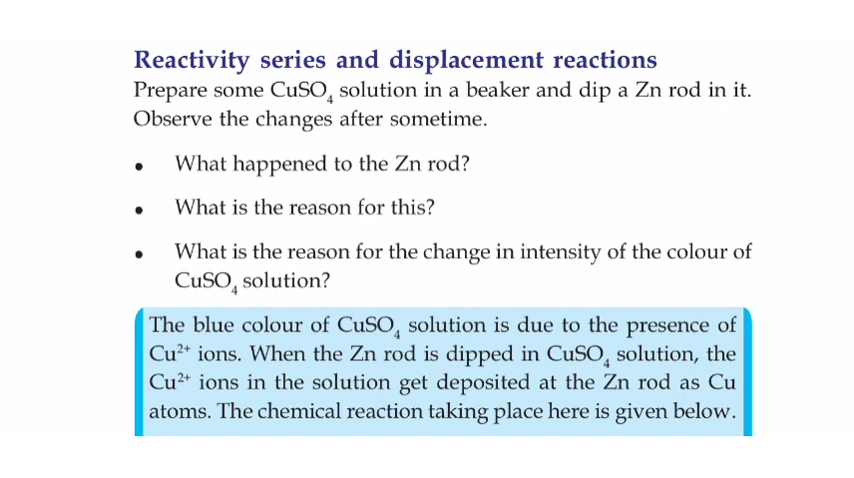 Reactivity series and displacement reactions
Prepare some CuSO₄ solution in a beaker and dip a Zn rod in it.
Observe the changes after sometime.
• What happened to the Zn rod?
• What is the reason for this?
• What is the reason for the change in intensity of the colour of
CuSO₄ solution?
The blue colour of CuSO₄ solution is due to the presence of
Cu²⁺ ions. When the Zn rod is dipped in CuSO₄ solution, the
Cu²⁺ ions in the solution get deposited at the Zn rod as Cu
atoms. The chemical reaction taking place here is given below.